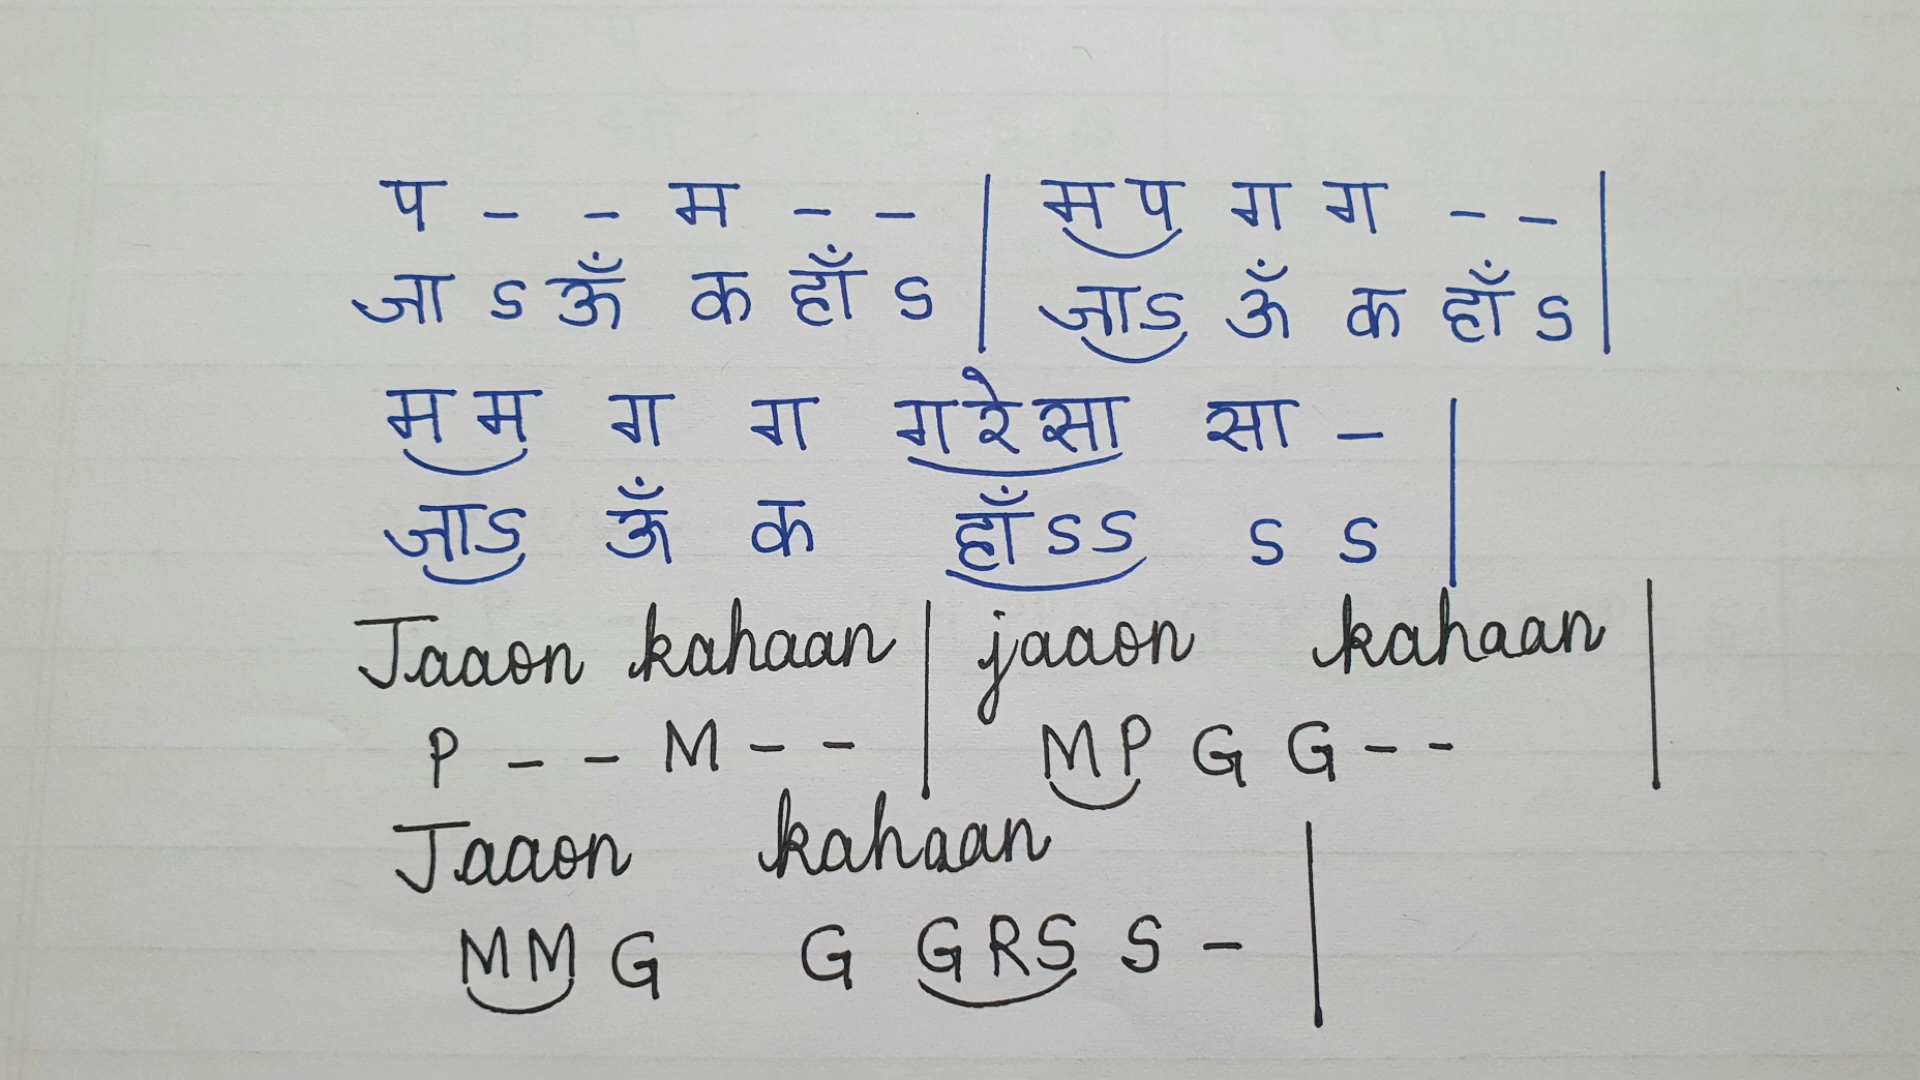 प - - म - - | म प ग ग - - |
जा ऽ ऊँ क हाँ ऽ | जाऽ ऊँ क हाँ ऽ |
म म ग ग गरेसा सा - |
जाऽ ऊँ क हाँऽऽ ऽ ऽ |
Jaaon kahaan | jaaon kahaan |
P - - M - - | MP G G - - |
Jaaon kahaan |
MM G G GRS S - |